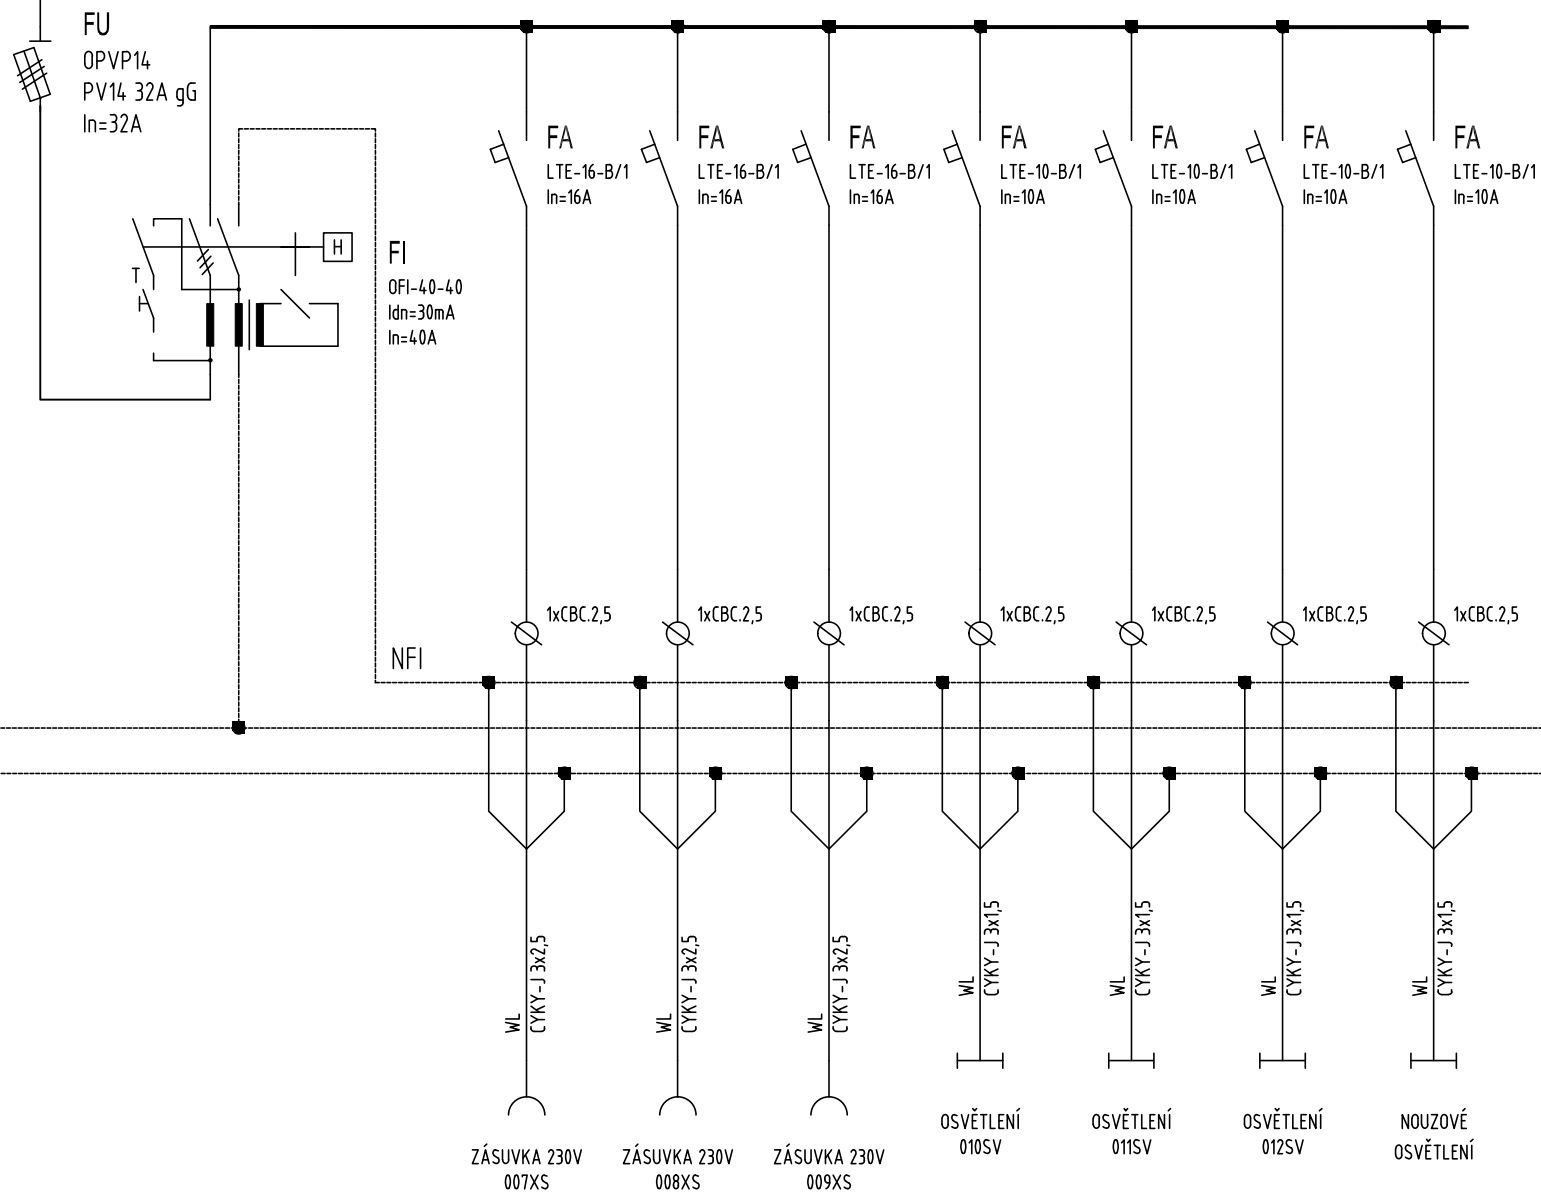 FU
OPVP14
PV14 32A gG
In=32A
FA
LTE-16-B/1
In=16A
FA
LTE-16-B/1
In=16A
FA
LTE-16-B/1
In=16A
FA
LTE-10-B/1
In=10A
FA
LTE-10-B/1
In=10A
FA
LTE-10-B/1
In=10A
FA
LTE-10-B/1
In=10A
H
T
FI
OFI-40-40
Idn=30mA
In=40A
1xCBC.2,5
1xCBC.2,5
1xCBC.2,5
1xCBC.2,5
1xCBC.2,5
1xCBC.2,5
1xCBC.2,5
NFI
WL
CYKY-J 3x2,5
WL
CYKY-J 3x2,5
WL
CYKY-J 3x2,5
WL
CYKY-J 3x1,5
WL
CYKY-J 3x1,5
WL
CYKY-J 3x1,5
WL
CYKY-J 3x1,5
ZÁSUVKA 230V
007XS
ZÁSUVKA 230V
008XS
ZÁSUVKA 230V
009XS
OSVĚTLENÍ
010SV
OSVĚTLENÍ
011SV
OSVĚTLENÍ
012SV
NOUZOVÉ
OSVĚTLENÍ